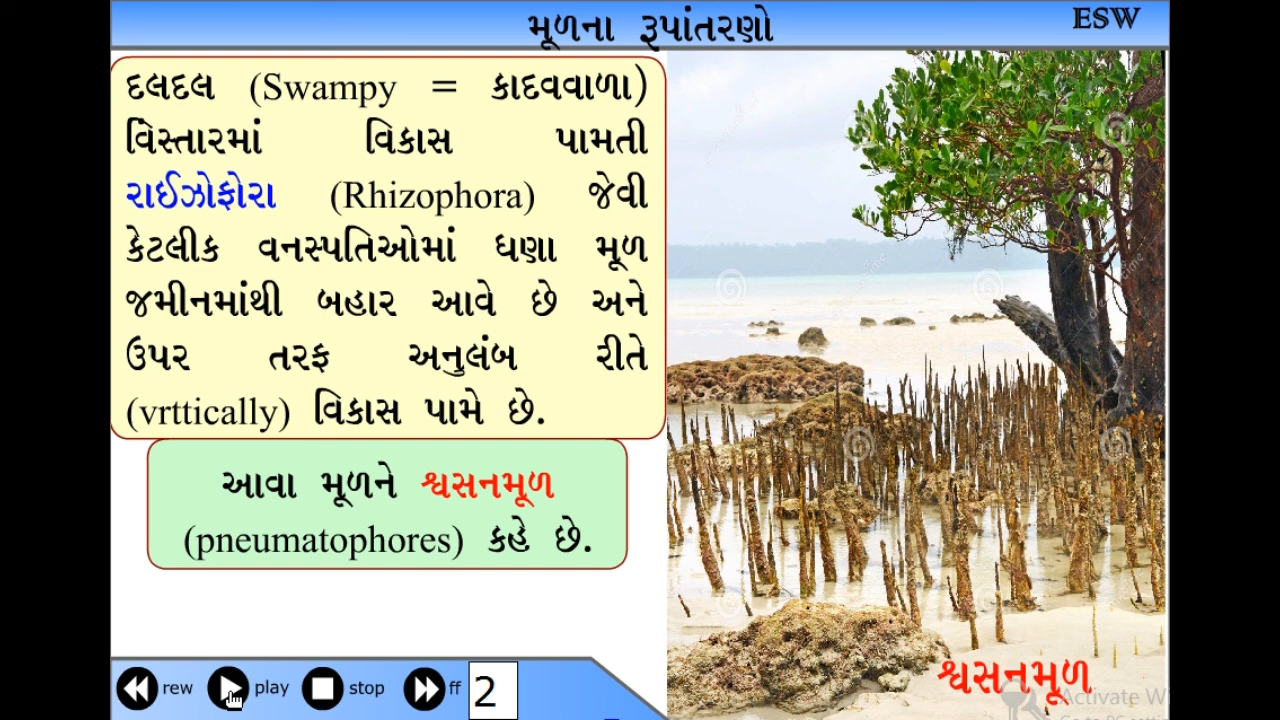 મૂળના રૂપાંતરણો
ESW
દલદલ (Swampy = કાદવવાળા)
વિસ્તારમાં વિકાસ પામતી
રાઈઝોફોરા (Rhizophora) જેવી
કેટલીક વનસ્પતિઓમાં ઘણા મૂળ
જમીનમાંથી બહાર આવે છે અને
ઉપર તરફ અનુલંબ રીતે
(vrttically) વિકાસ પામે છે.
આવા મૂળને શ્વસનમૂળ
(pneumatophores) કહે છે.
શ્વસનમૂળ
rew play stop ff 2
Activate W